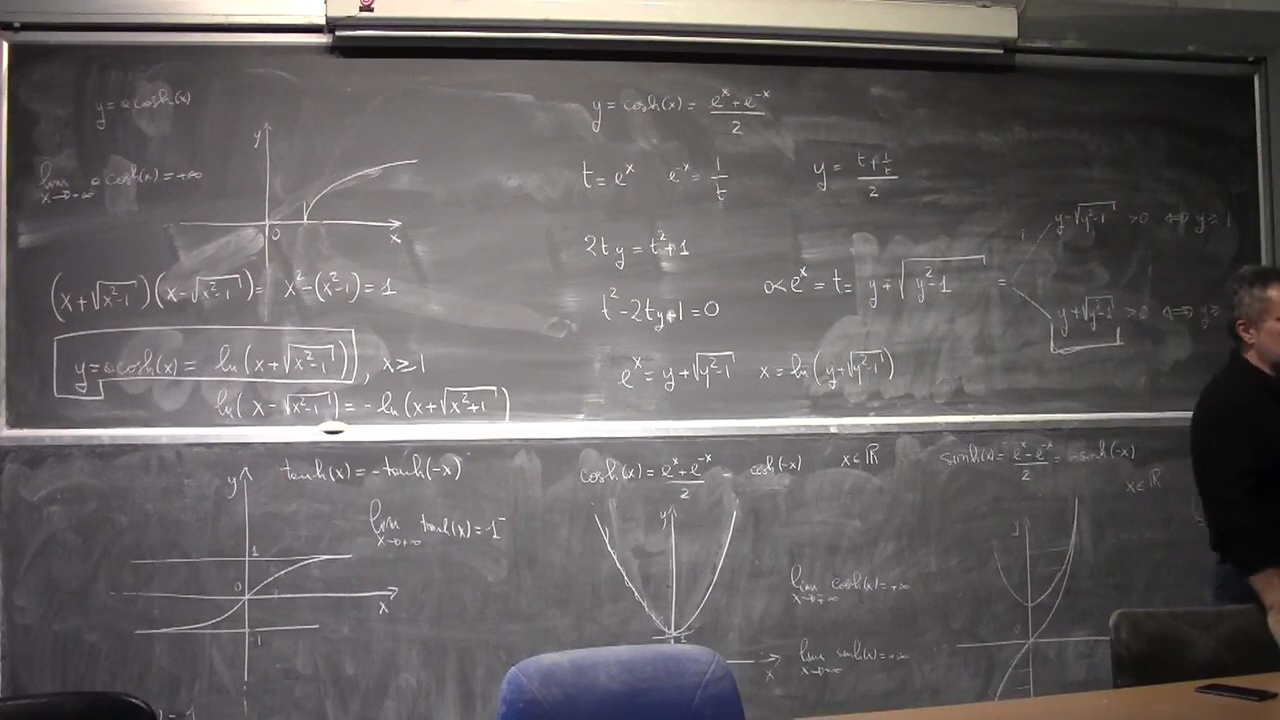 y = acosh(x)
lim x→+∞ acosh(x) = +∞
y
0
x
(x+√(x²-1))(x-√(x²-1)) = x²-(x²-1) = 1
y = acosh(x) = ln(x+√(x²-1)), x ≥ 1
ln(x-√(x²-1)) = -ln(x+√(x²+1))
y = cosh(x) = (eˣ+e⁻ˣ)/2
t = eˣ e⁻ˣ = 1/t y = (t+1/t)/2
2ty = t²+1
t²-2ty+1 = 0
0 < eˣ = t = y+√(y²-1) =
y-√(y²-1) > 0 ⇔ y ≥ 1
y+√(y²-1) > 0 ⇔ y ≥
eˣ = y+√(y²-1) x = ln(y+√(y²-1))
tanh(x) = -tanh(-x)
lim x→+∞ tanh(x) = 1⁻
y
1
0
x
-1
cosh(x) = (eˣ+e⁻ˣ)/2 = cosh(-x) x∈ℝ
y
1
x
lim cosh(x) = +∞
lim sinh(x) = +∞
sinh(x) = (eˣ-e⁻ˣ)/2 = -sinh(-x)
x∈ℝ
0